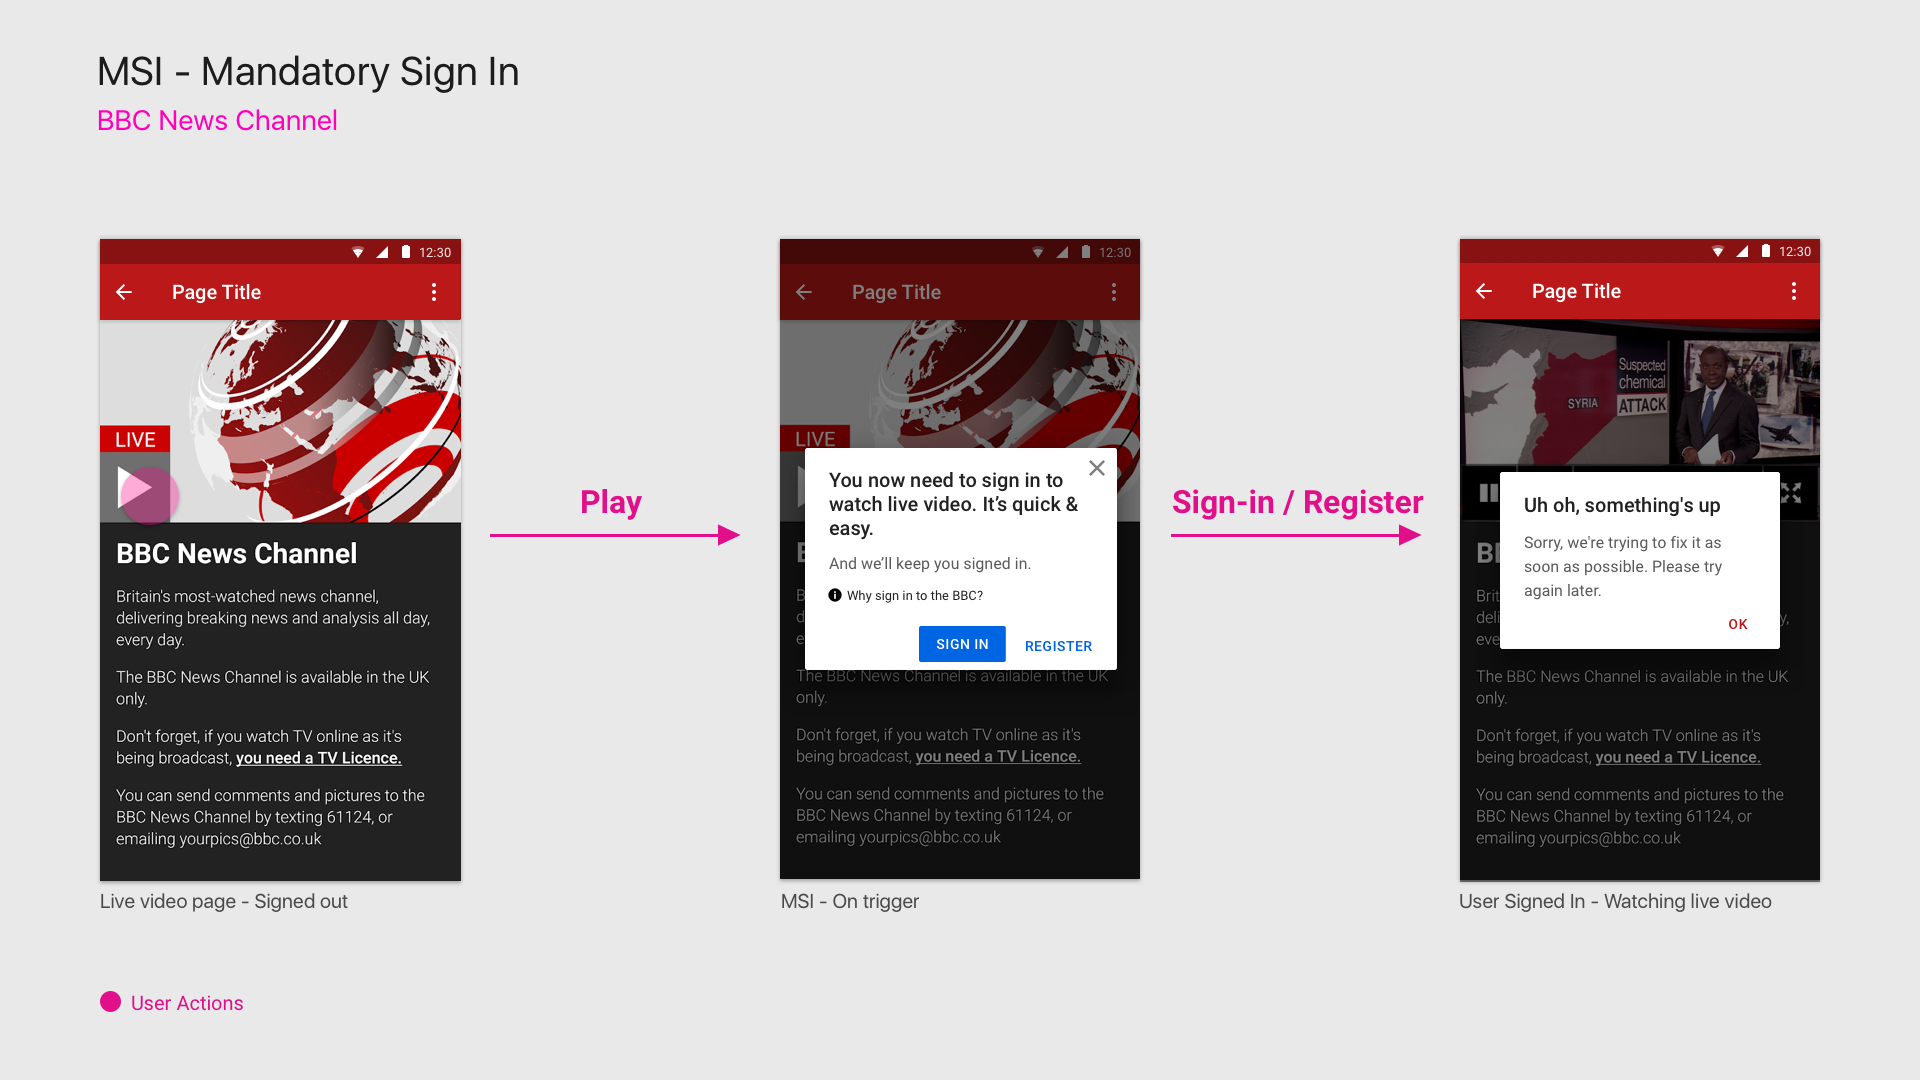 MSI - Mandatory Sign In
BBC News Channel
12:30
Page Title
LIVE
BBC News Channel
Britain's most-watched news channel,
delivering breaking news and analysis all day,
every day.
The BBC News Channel is available in the UK
only.
Don't forget, if you watch TV online as it's
being broadcast, you need a TV Licence.
You can send comments and pictures to the
BBC News Channel by texting 61124, or
emailing yourpics@bbc.co.uk
Live video page - Signed out
Play
12:30
Page Title
LIVE
You now need to sign in to
watch live video. It’s quick &
easy.
And we’ll keep you signed in.
Why sign in to the BBC?
SIGN IN
REGISTER
The BBC News Channel is available in the UK
only.
Don't forget, if you watch TV online as it's
being broadcast, you need a TV Licence.
You can send comments and pictures to the
BBC News Channel by texting 61124, or
emailing yourpics@bbc.co.uk
MSI - On trigger
Sign-in / Register
12:30
Page Title
Suspected
chemical
ATTACK
SYRIA
Uh oh, something's up
Sorry, we're trying to fix it as
soon as possible. Please try
again later.
OK
The BBC News Channel is available in the UK
only.
Don't forget, if you watch TV online as it's
being broadcast, you need a TV Licence.
You can send comments and pictures to the
BBC News Channel by texting 61124, or
emailing yourpics@bbc.co.uk
User Signed In - Watching live video
User Actions